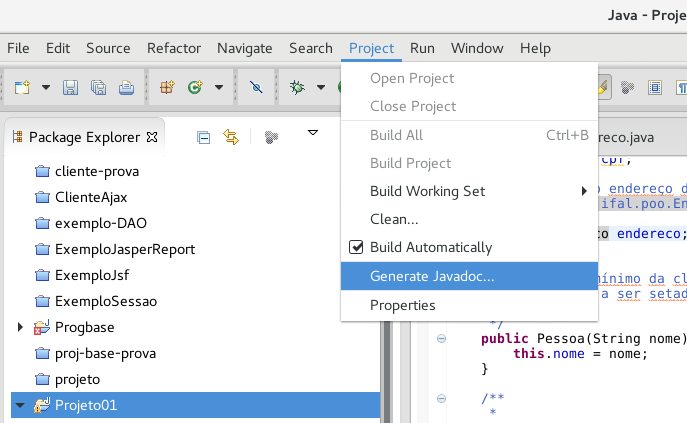 Java - Proje
File Edit Source Refactor Navigate Search Project Run Window Help
Open Project
Close Project
Build All Ctrl+B
Build Project
Build Working Set
Clean...
Build Automatically
Generate Javadoc...
Properties
Package Explorer
cliente-prova
ClienteAjax
exemplo-DAO
ExemploJasperReport
ExemploJsf
ExemploSessao
Progbase
proj-base-prova
projeto
Projeto01
reco.java
cpf;
o endereco d
ifal.poo.En
o endereco;
mínimo da cl
a ser setad
*/
public Pessoa(String nome)
this.nome = nome;
}
/**
*